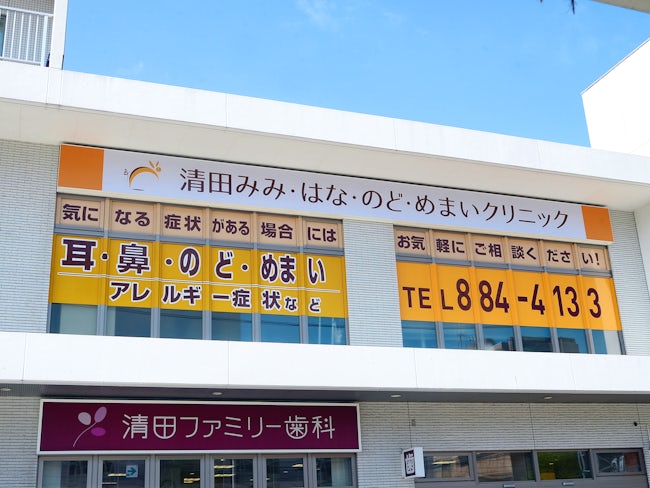 清田みみ・はな・のど・めまいクリニック
気になる症状がある場合には
耳・鼻・のど・めまい
アレルギー症状など
お気軽にご相談ください!
TEL884-4133
清田ファミリー歯科